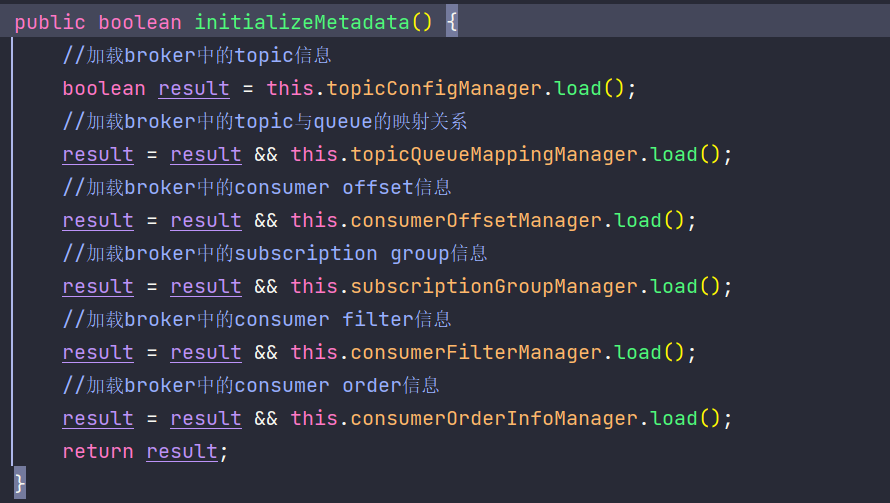 public boolean initializeMetadata() {
//加载broker中的topic信息
boolean result = this.topicConfigManager.load();
//加载broker中的topic与queue的映射关系
result = result && this.topicQueueMappingManager.load();
//加载broker中的consumer offset信息
result = result && this.consumerOffsetManager.load();
//加载broker中的subscription group信息
result = result && this.subscriptionGroupManager.load();
//加载broker中的consumer filter信息
result = result && this.consumerFilterManager.load();
//加载broker中的consumer order信息
result = result && this.consumerOrderInfoManager.load();
return result;
}